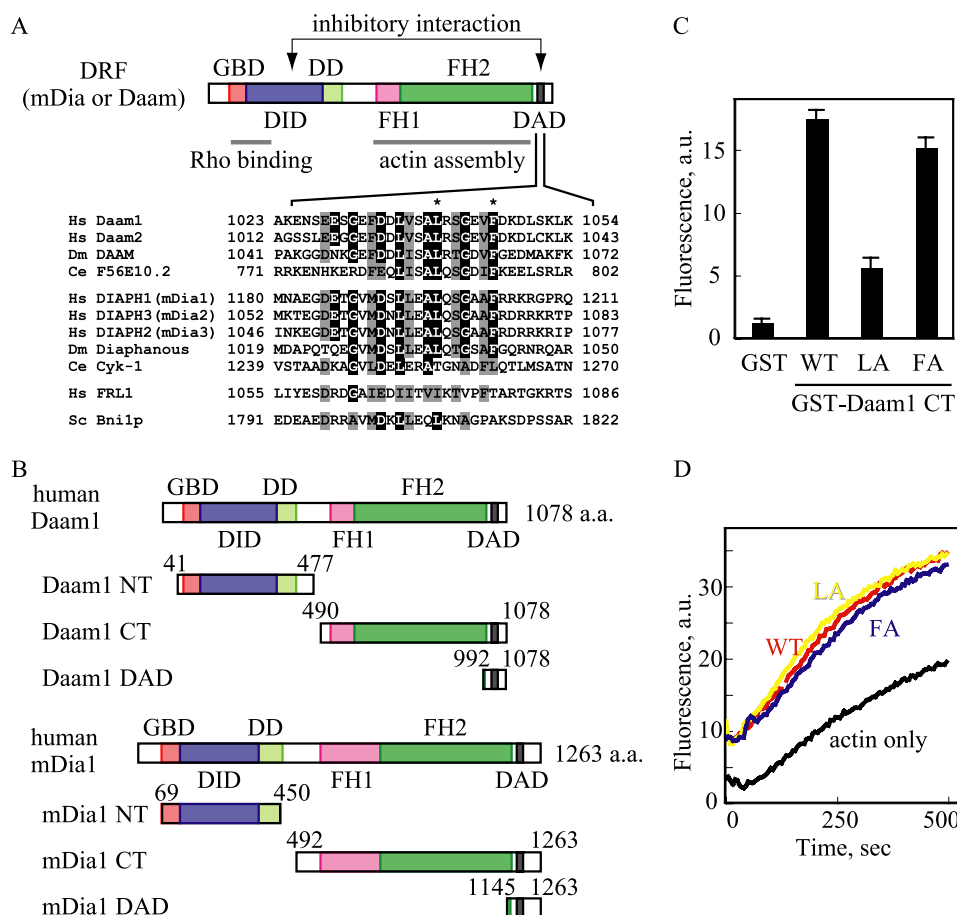 A
inhibitory interaction
DRF
(mDia or Daam)
GBD
DD
FH2
DID
FH1
DAD
Rho binding
actin assembly
* *
Hs Daam1 1023 AKENSEESGEFDDLVSALRSGEVFDKDLSKLK 1054
Hs Daam2 1012 AGSSLEEGGEFDDLVSALRSGEVFDKDLCKLK 1043
Dm DAAM 1041 PAKGGDNKGEFDDLISALRTGDVFGEDMAKFK 1072
Ce F56E10.2 771 RRKENHKERDFEQLISALQSGDIFKEELSRLR 802
Hs DIAPH1(mDia1) 1180 MNAEGDETGVMDSLLEALQSGAAFRRKRGPRQ 1211
Hs DIAPH3(mDia2) 1052 MKTEGDETGVMDNLLEALQSGAAFRDRRKRTP 1083
Hs DIAPH2(mDia3) 1046 INKEGDETGVMDNLLEALQSGAAFRDRRKRIP 1077
Dm Diaphanous 1019 MDAPQTQEGVMDSLLEALQTGSAFGQRNRQAR 1050
Ce Cyk-1 1239 VSTAADKAGVLDELERATGNADFLQTLMSATN 1270
Hs FRL1 1055 LIYESDRDGAIEDIITVIKTVPFTARTGKRTS 1086
Sc Bni1p 1791 EDEAEDRRAVMDKLLEQLKNAGPAKSDPSSAR 1822
B
human
Daam1
GBD
DD
FH2
1078 a.a.
DID
FH1
DAD
Daam1 NT
41
477
Daam1 CT
490
1078
Daam1 DAD
992
1078
human
mDia1
GBD
DD
FH2
1263 a.a.
DID
FH1
DAD
mDia1 NT
69
450
mDia1 CT
492
1263
mDia1 DAD
1145
1263
C
Fluorescence, a.u.
15
10
5
0
GST
WT
LA
FA
GST-Daam1 CT
D
Fluorescence, a.u.
30
20
10
0
LA
WT
FA
actin only
0
250
500
Time, sec